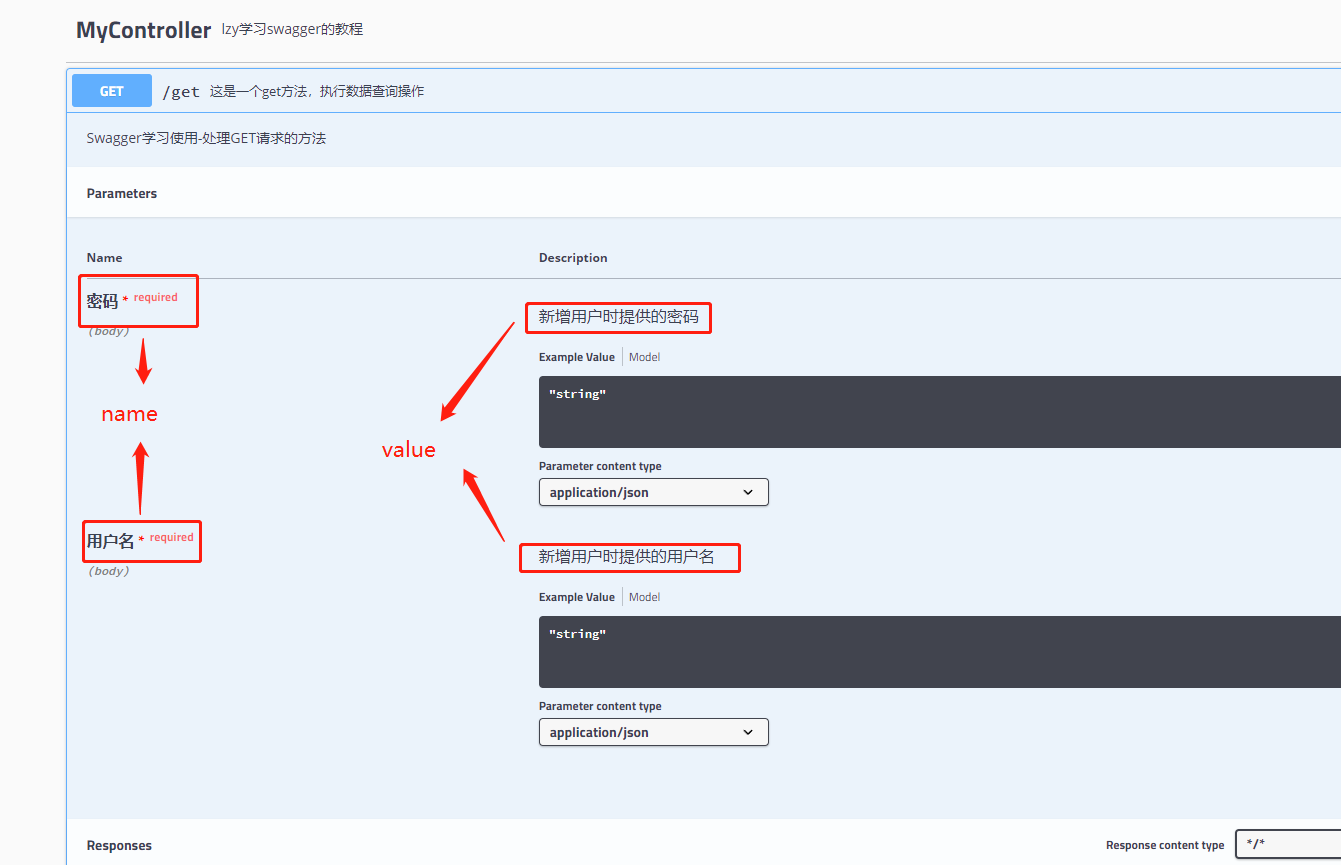 MyController lzy学习swagger的教程
GET /get 这是一个get方法，执行数据查询操作
Swagger学习使用-处理GET请求的方法
Parameters
Name Description
密码 * required
(body)
新增用户时提供的密码
Example Value Model
"string"
Parameter content type
application/json
name
value
用户名 * required
(body)
新增用户时提供的用户名
Example Value Model
"string"
Parameter content type
application/json
Responses Response content type */*